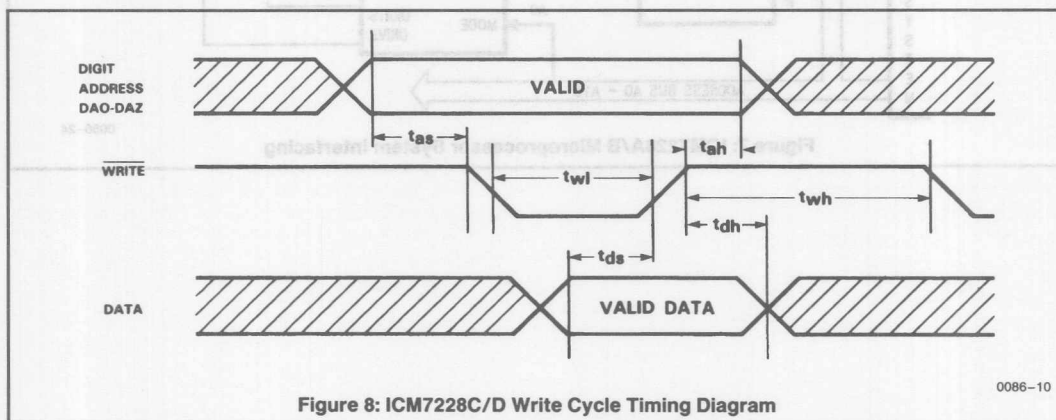 DIGIT
ADDRESS
DAO-DAZ
VALID
tas
tah
WRITE
twl
twh
tdh
tds
DATA
VALID DATA
0086-10
Figure 8: ICM7228C/D Write Cycle Timing Diagram